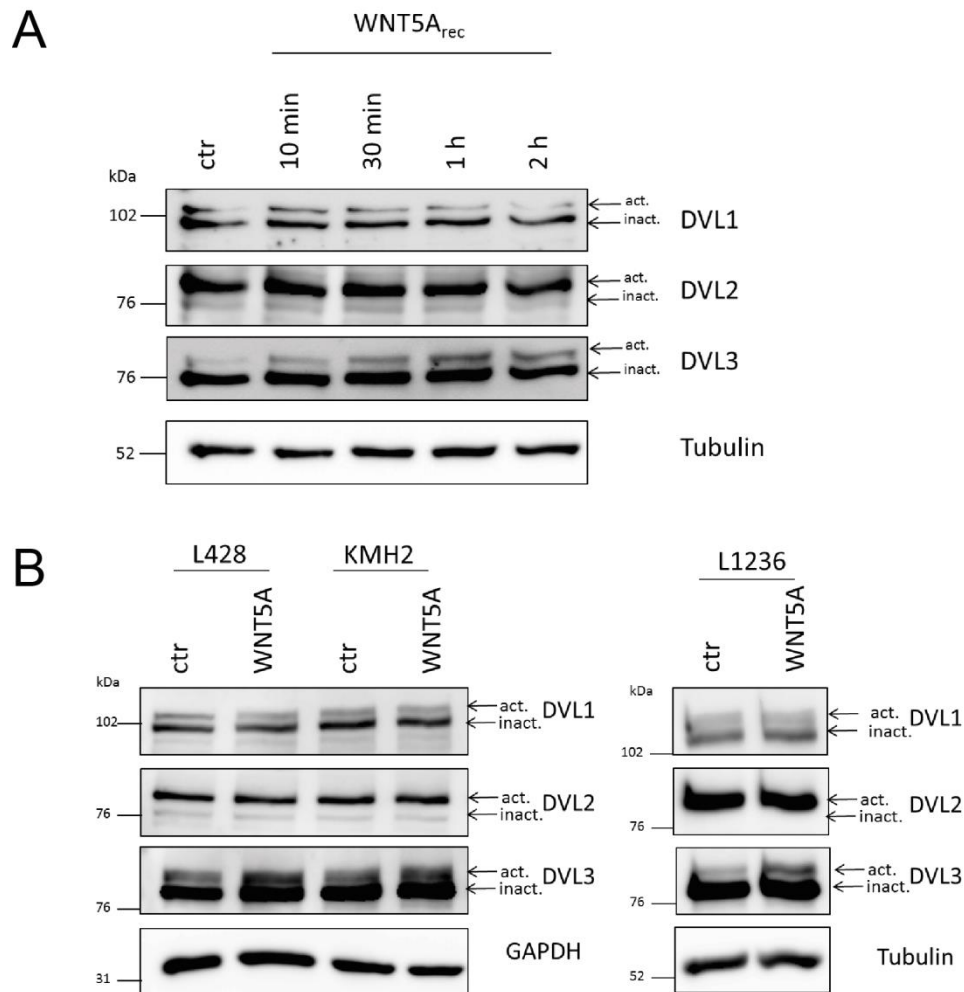 A
WNT5Arec
ctr 10 min 30 min 1 h 2 h
kDa
102 act. inact. DVL1
76 act. inact. DVL2
76 act. inact. DVL3
52 Tubulin
B
L428 KMH2
ctr WNT5A ctr WNT5A
kDa
102 act. inact. DVL1
76 act. inact. DVL2
76 act. inact. DVL3
31 GAPDH
L1236
ctr WNT5A
kDa
102 act. inact. DVL1
76 act. inact. DVL2
76 act. inact. DVL3
52 Tubulin